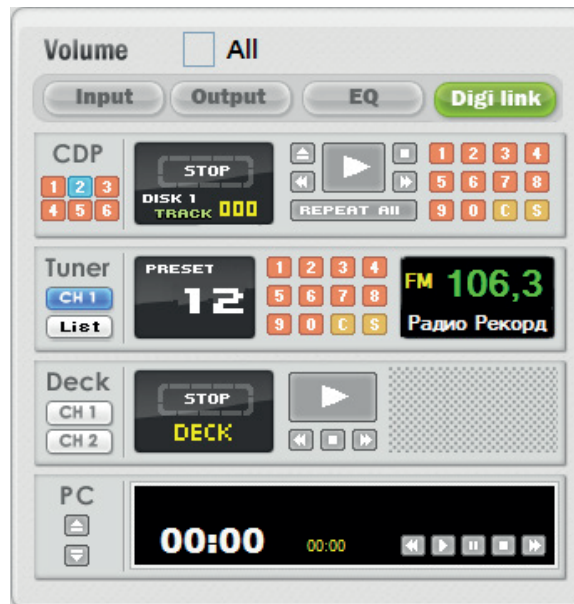 Volume All
Input Output EQ Digi link
CDP
1 2 3
4 5 6
STOP
DISK 1
TRACK 000
REPEAT All
1 2 3 4
5 6 7 8
9 0 C S
Tuner
CH 1
List
PRESET
12
1 2 3 4
5 6 7 8
9 0 C S
FM 106,3
Радио Рекорд
Deck
CH 1
CH 2
STOP
DECK
PC
00:00 00:00